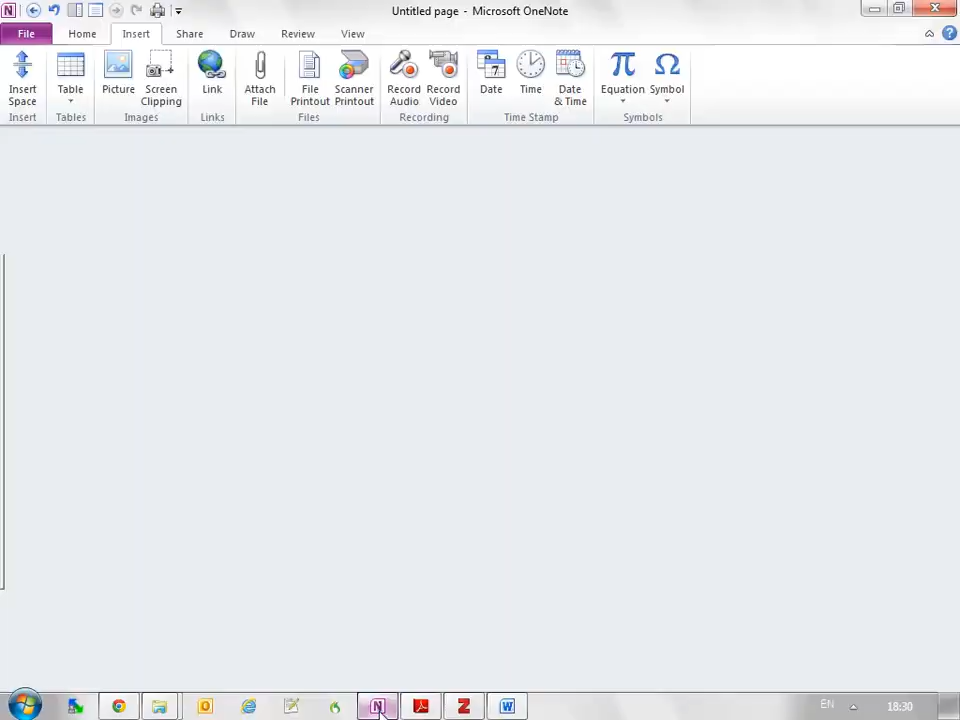 Untitled page - Microsoft OneNote
File Home Insert Share Draw Review View
Insert Space
Table
Picture
Screen Clipping
Link
Attach File
File Printout
Scanner Printout
Record Audio
Record Video
Date
Time
Date & Time
Equation
Symbol
Insert Tables Images Links Files Recording Time Stamp Symbols
EN 18:30